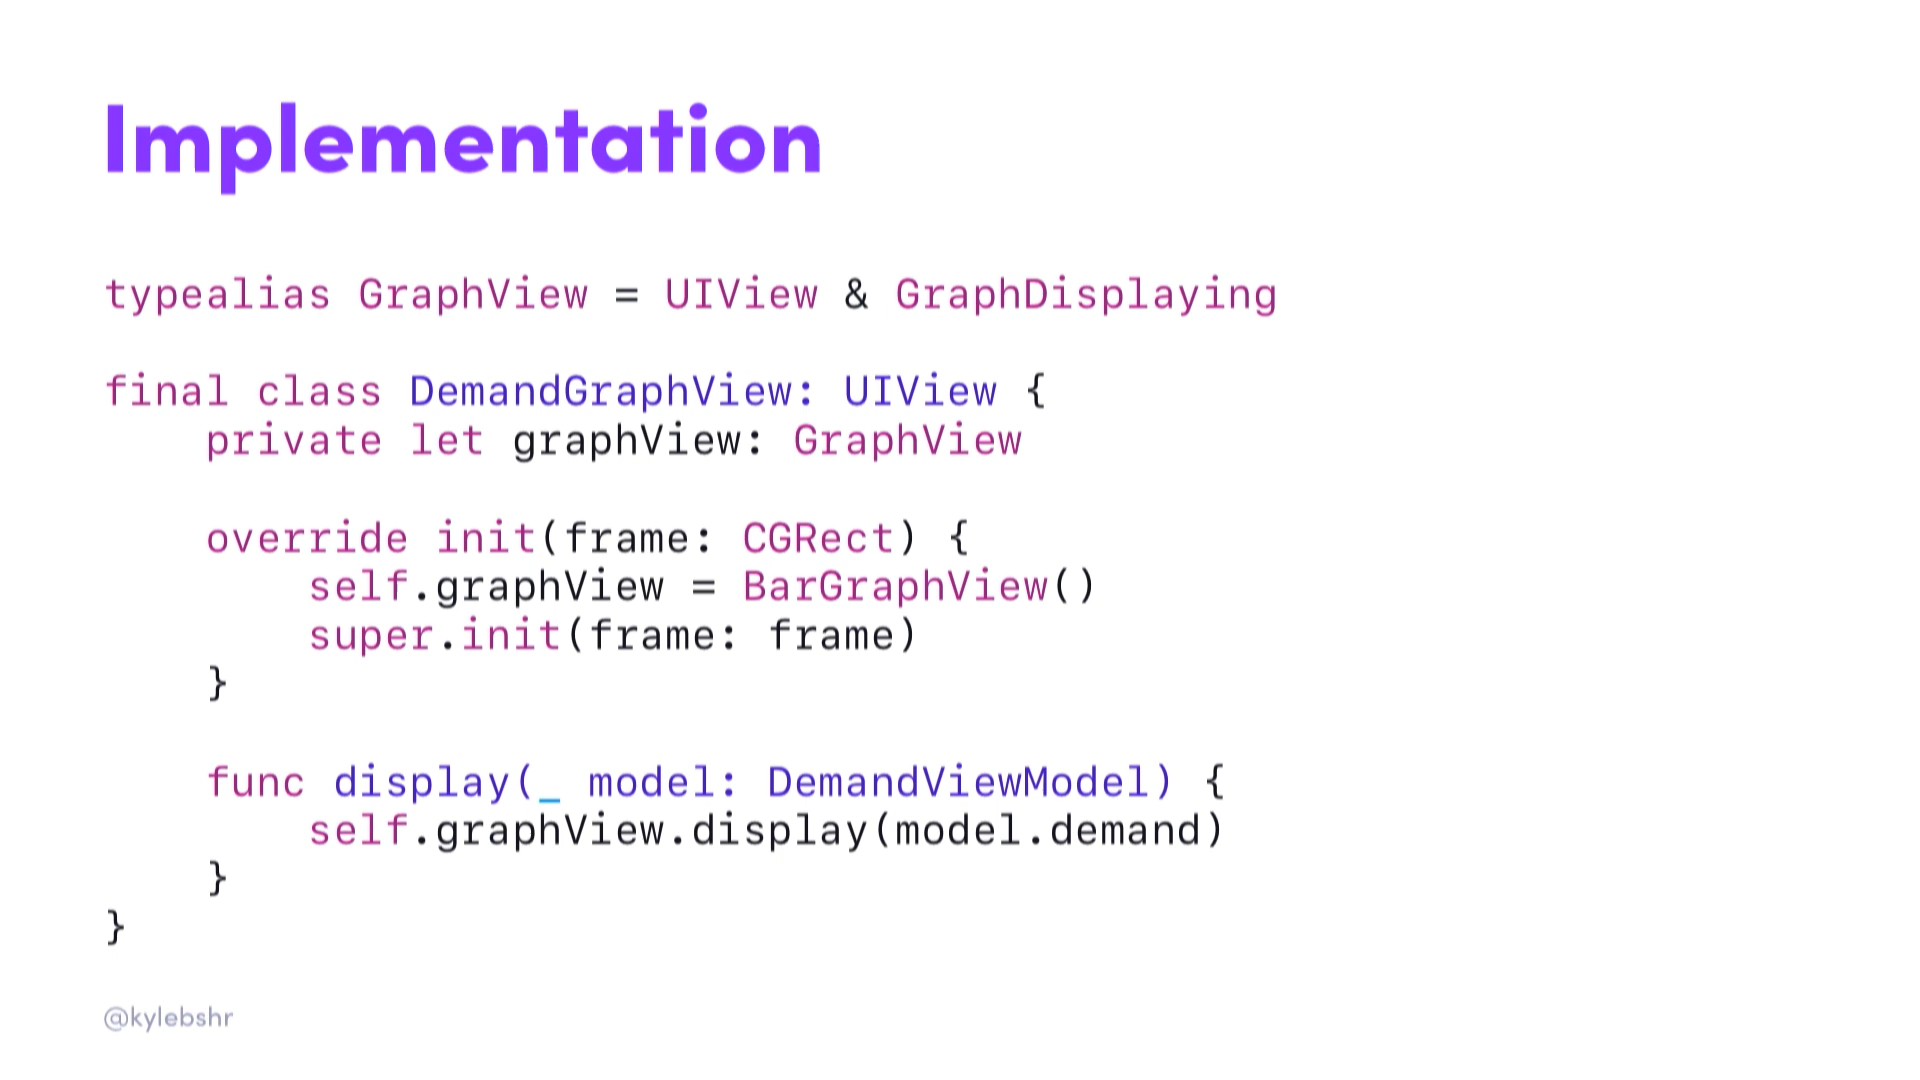 Implementation
typealias GraphView = UIView & GraphDisplaying
final class DemandGraphView: UIView {
    private let graphView: GraphView
    override init(frame: CGRect) {
        self.graphView = BarGraphView()
        super.init(frame: frame)
    }
    func display(_ model: DemandViewModel) {
        self.graphView.display(model.demand)
    }
}
@kylebshr